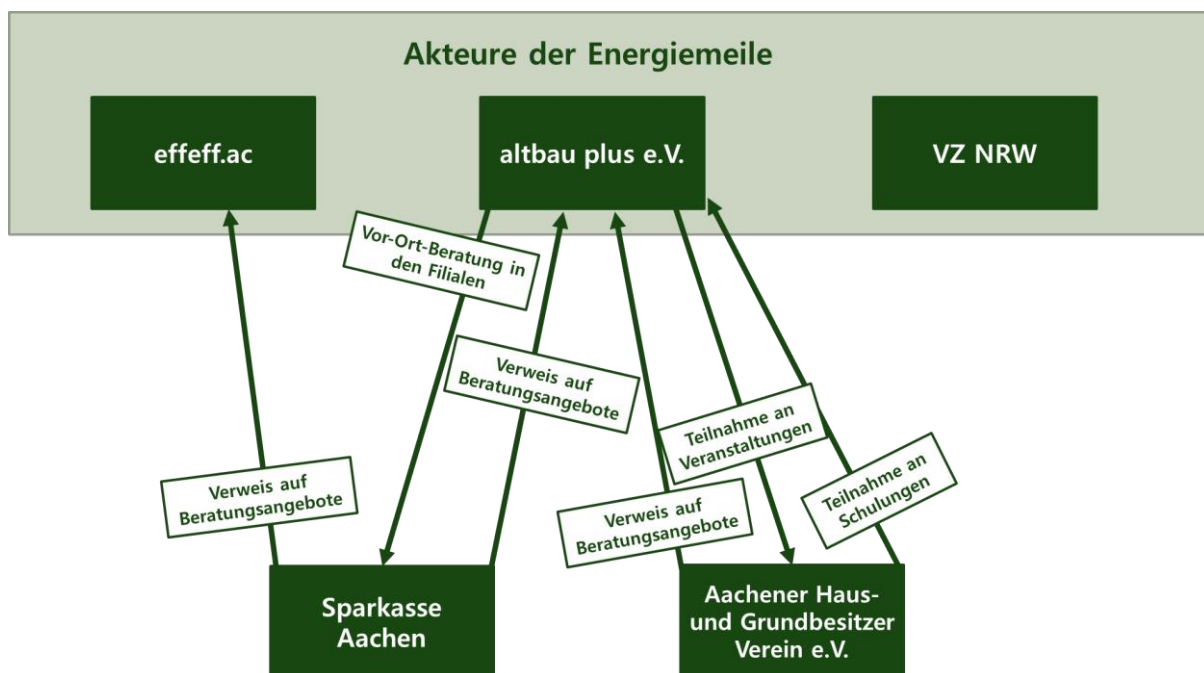 Akteure der Energiemeile
effeff.ac
altbau plus e.V.
VZ NRW
Vor-Ort-Beratung in
den Filialen
Verweis auf
Beratungsangebote
Teilnahme an
Veranstaltungen
Verweis auf
Beratungsangebote
Verweis auf
Beratungsangebote
Teilnahme an
Schulungen
Sparkasse
Aachen
Aachener Haus-
und Grundbesitzer
Verein e.V.